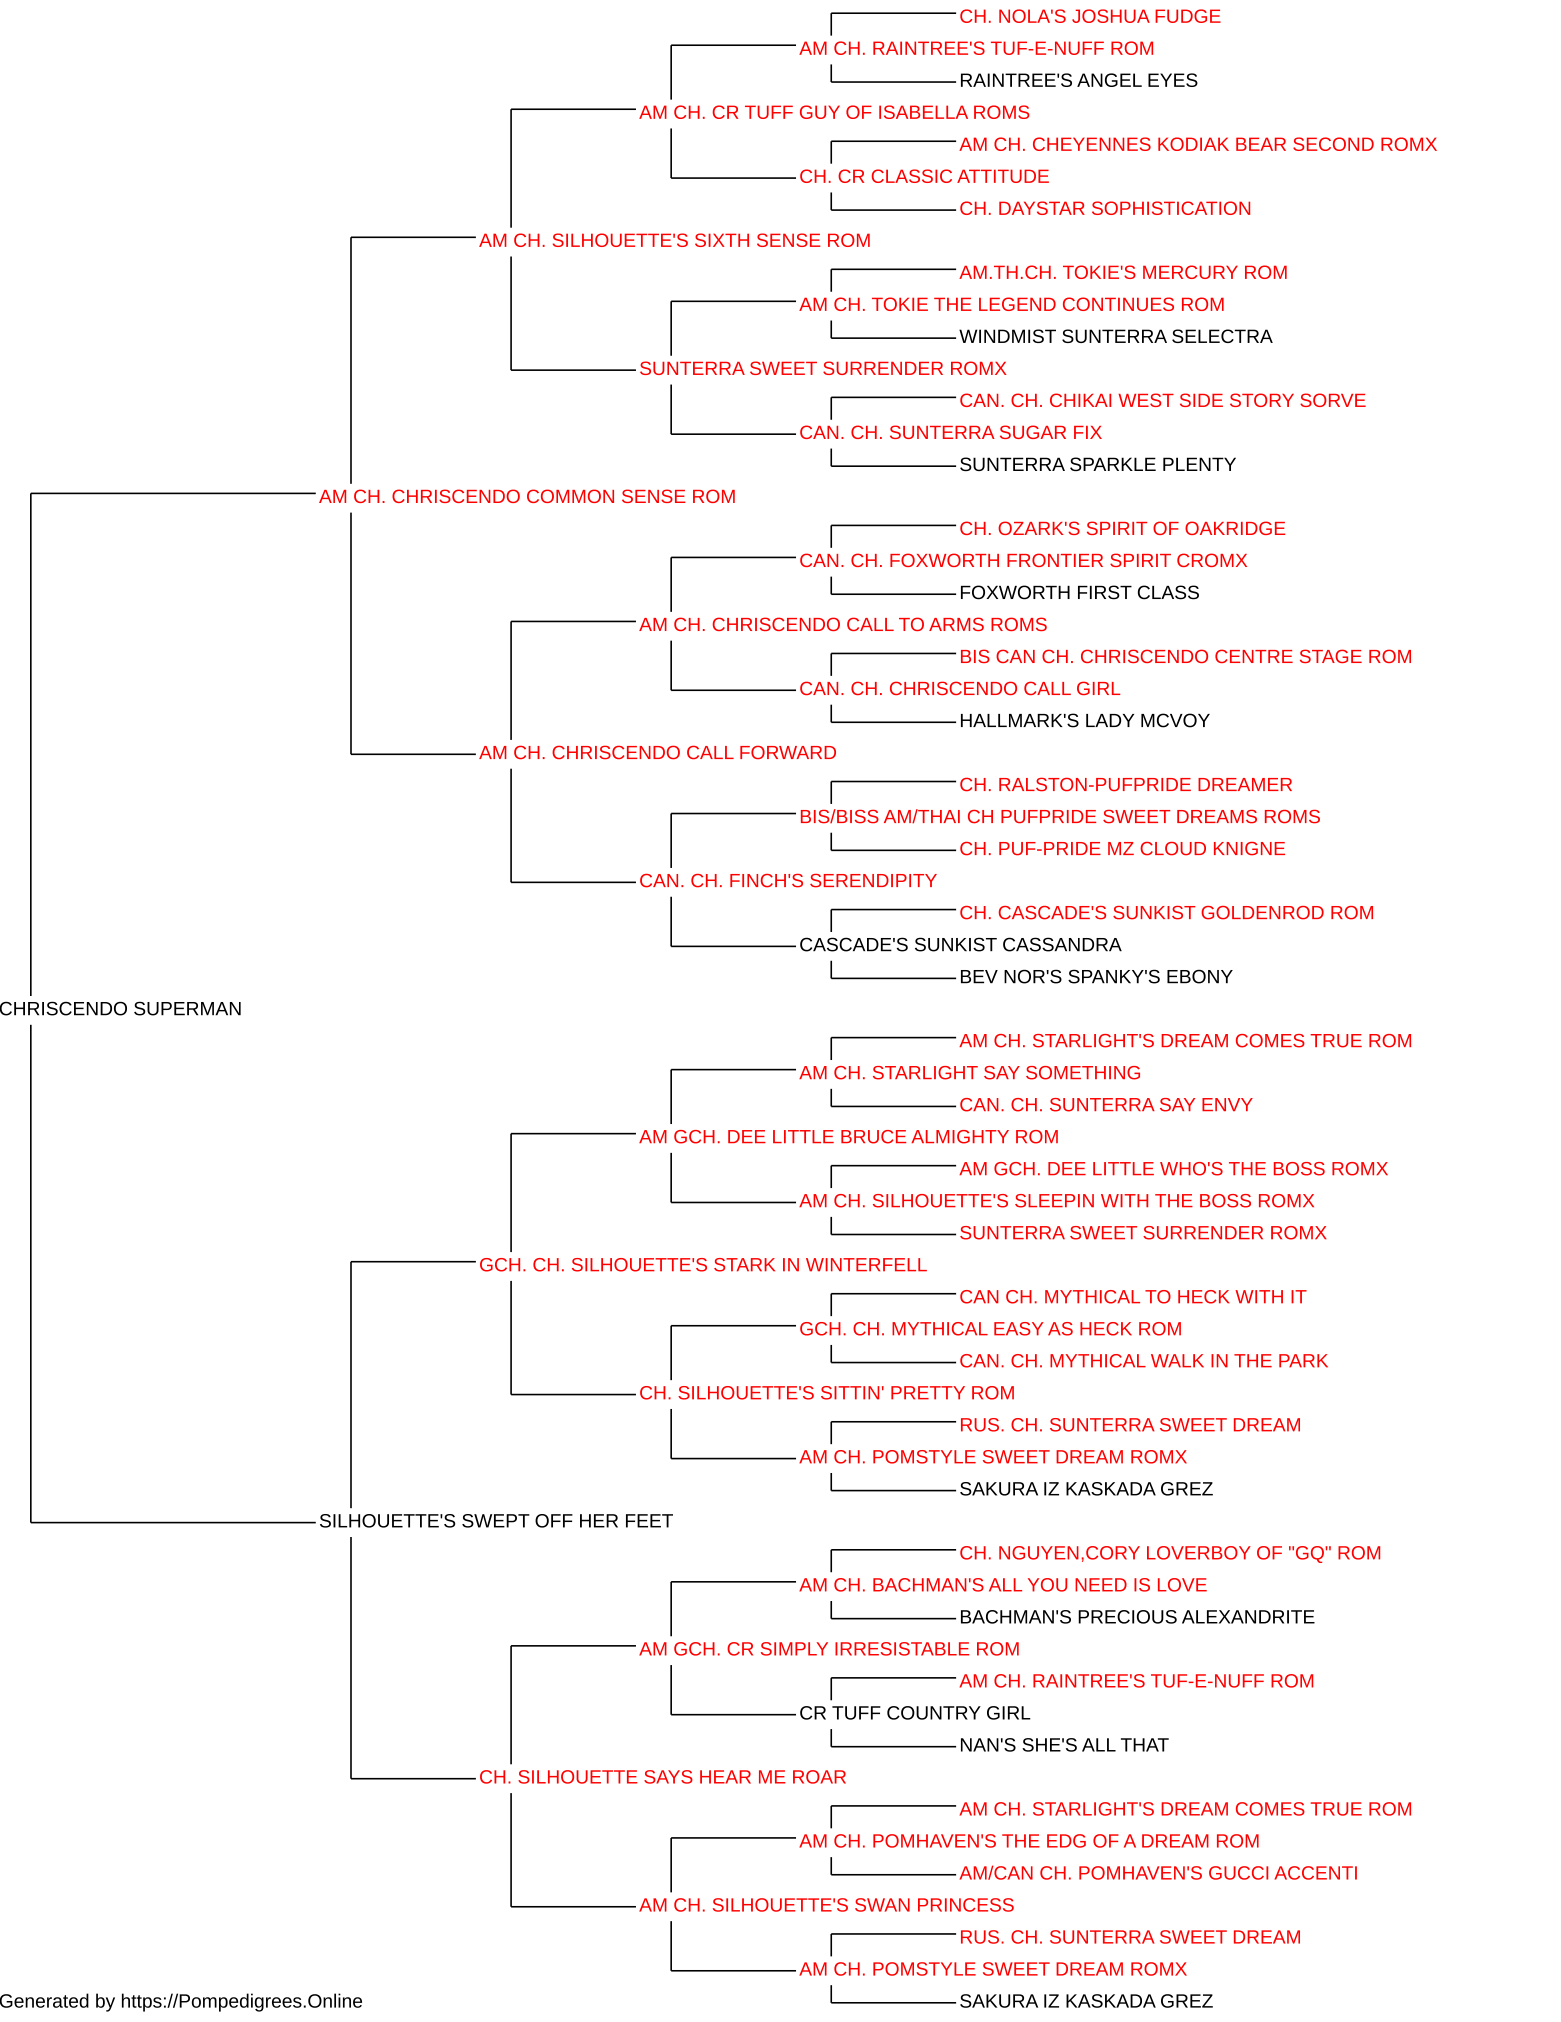 CH. NOLA'S JOSHUA FUDGE
AM CH. RAINTREE'S TUF-E-NUFF ROM
RAINTREE'S ANGEL EYES
AM CH. CR TUFF GUY OF ISABELLA ROMS
AM CH. CHEYENNES KODIAK BEAR SECOND ROMX
CH. CR CLASSIC ATTITUDE
CH. DAYSTAR SOPHISTICATION
AM CH. SILHOUETTE'S SIXTH SENSE ROM
AM.TH.CH. TOKIE'S MERCURY ROM
AM CH. TOKIE THE LEGEND CONTINUES ROM
WINDMIST SUNTERRA SELECTRA
SUNTERRA SWEET SURRENDER ROMX
CAN. CH. CHIKAI WEST SIDE STORY SORVE
CAN. CH. SUNTERRA SUGAR FIX
SUNTERRA SPARKLE PLENTY
AM CH. CHRISCENDO COMMON SENSE ROM
CH. OZARK'S SPIRIT OF OAKRIDGE
CAN. CH. FOXWORTH FRONTIER SPIRIT CROMX
FOXWORTH FIRST CLASS
AM CH. CHRISCENDO CALL TO ARMS ROMS
BIS CAN CH. CHRISCENDO CENTRE STAGE ROM
CAN. CH. CHRISCENDO CALL GIRL
HALLMARK'S LADY MCVOY
AM CH. CHRISCENDO CALL FORWARD
CH. RALSTON-PUFPRIDE DREAMER
BIS/BISS AM/THAI CH PUFPRIDE SWEET DREAMS ROMS
CH. PUF-PRIDE MZ CLOUD KNIGNE
CAN. CH. FINCH'S SERENDIPITY
CH. CASCADE'S SUNKIST GOLDENROD ROM
CASCADE'S SUNKIST CASSANDRA
BEV NOR'S SPANKY'S EBONY
CHRISCENDO SUPERMAN
AM CH. STARLIGHT'S DREAM COMES TRUE ROM
AM CH. STARLIGHT SAY SOMETHING
CAN. CH. SUNTERRA SAY ENVY
AM GCH. DEE LITTLE BRUCE ALMIGHTY ROM
AM GCH. DEE LITTLE WHO'S THE BOSS ROMX
AM CH. SILHOUETTE'S SLEEPIN WITH THE BOSS ROMX
SUNTERRA SWEET SURRENDER ROMX
GCH. CH. SILHOUETTE'S STARK IN WINTERFELL
CAN CH. MYTHICAL TO HECK WITH IT
GCH. CH. MYTHICAL EASY AS HECK ROM
CAN. CH. MYTHICAL WALK IN THE PARK
CH. SILHOUETTE'S SITTIN' PRETTY ROM
RUS. CH. SUNTERRA SWEET DREAM
AM CH. POMSTYLE SWEET DREAM ROMX
SAKURA IZ KASKADA GREZ
SILHOUETTE'S SWEPT OFF HER FEET
CH. NGUYEN,CORY LOVERBOY OF "GQ" ROM
AM CH. BACHMAN'S ALL YOU NEED IS LOVE
BACHMAN'S PRECIOUS ALEXANDRITE
AM GCH. CR SIMPLY IRRESISTABLE ROM
AM CH. RAINTREE'S TUF-E-NUFF ROM
CR TUFF COUNTRY GIRL
NAN'S SHE'S ALL THAT
CH. SILHOUETTE SAYS HEAR ME ROAR
AM CH. STARLIGHT'S DREAM COMES TRUE ROM
AM CH. POMHAVEN'S THE EDG OF A DREAM ROM
AM/CAN CH. POMHAVEN'S GUCCI ACCENTI
AM CH. SILHOUETTE'S SWAN PRINCESS
RUS. CH. SUNTERRA SWEET DREAM
AM CH. POMSTYLE SWEET DREAM ROMX
SAKURA IZ KASKADA GREZ
Generated by https://Pompedigrees.Online